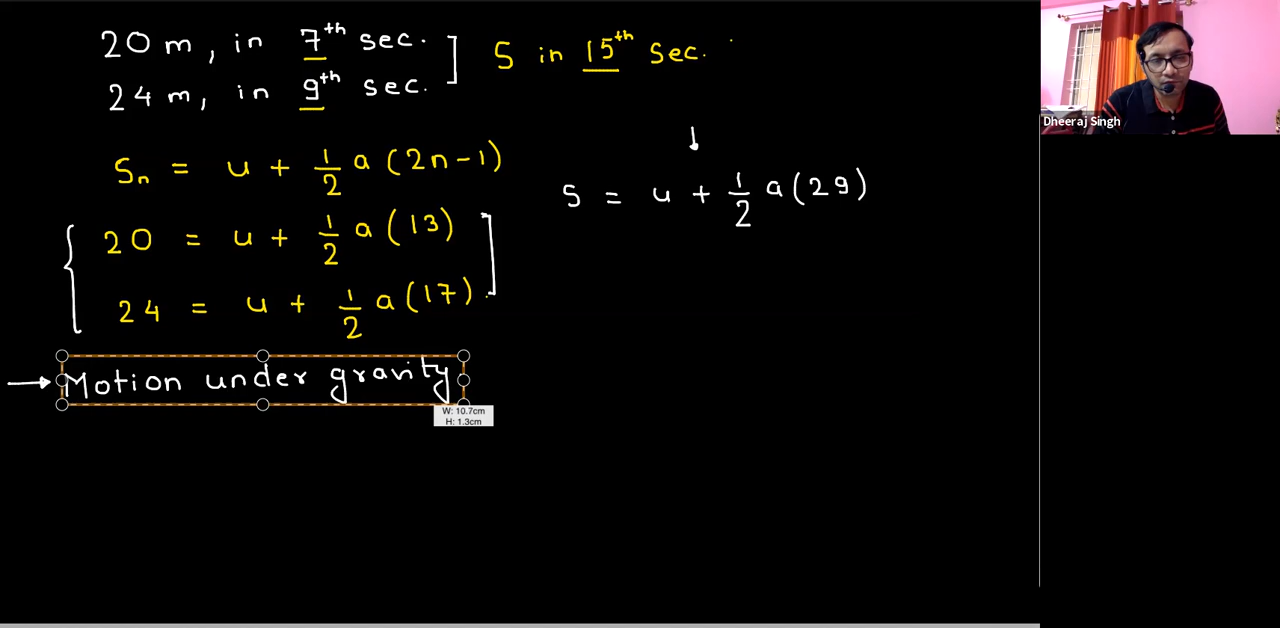 20 m, in 7th sec. ] S in 15th sec.
24 m, in 9th sec.
Sn = u + 1/2 a (2n-1)
S = u + 1/2 a (29)
20 = u + 1/2 a (13)
24 = u + 1/2 a (17)
→ Motion under gravity
W: 10.7cm
H: 1.3cm
Dheeraj Singh